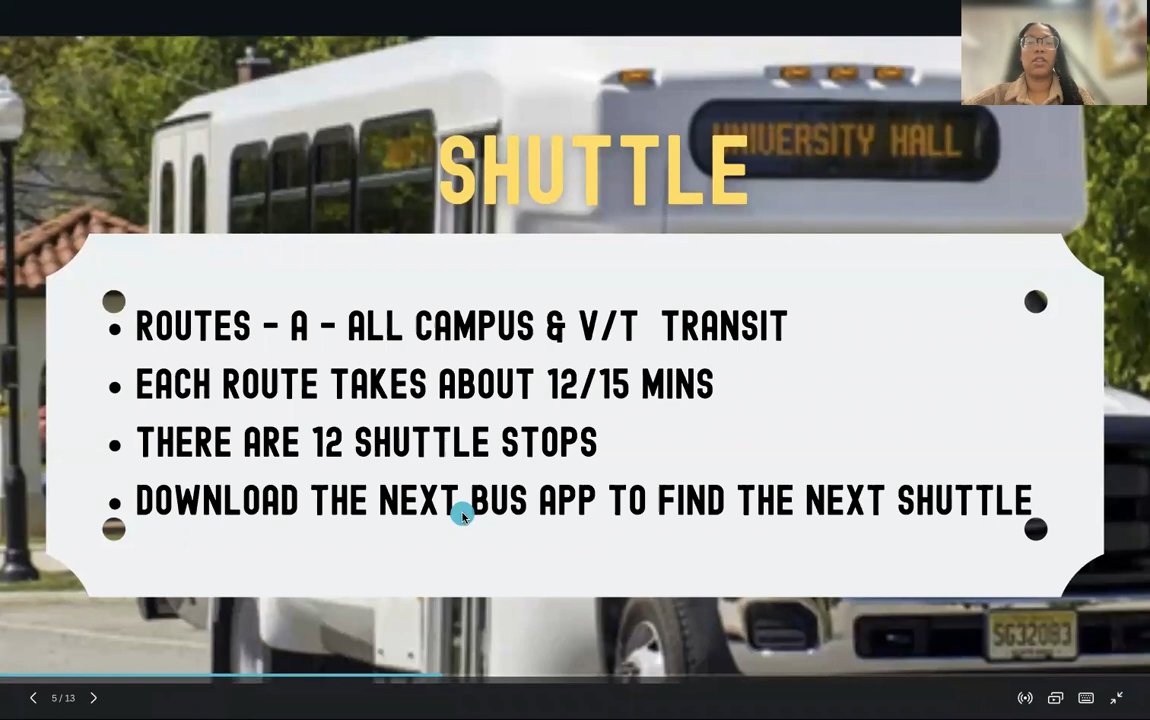 UNIVERSITY HALL
SHUTTLE
• ROUTES - A - ALL CAMPUS & V/T TRANSIT
• EACH ROUTE TAKES ABOUT 12/15 MINS
• THERE ARE 12 SHUTTLE STOPS
• DOWNLOAD THE NEXT BUS APP TO FIND THE NEXT SHUTTLE
SG32083
5 / 13